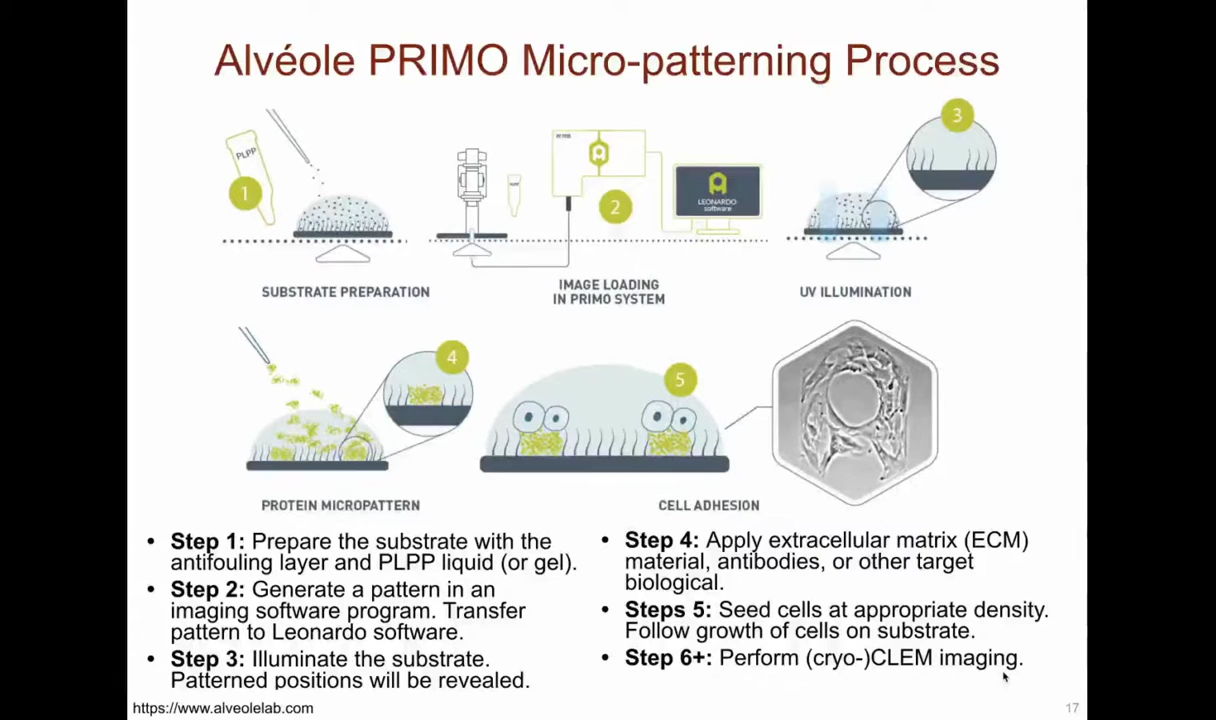 Alvéole PRIMO Micro-patterning Process
PLPP
1
2
LEONARDO
software
3
SUBSTRATE PREPARATION
IMAGE LOADING
IN PRIMO SYSTEM
UV ILLUMINATION
4
5
PROTEIN MICROPATTERN
CELL ADHESION
• Step 1: Prepare the substrate with the
antifouling layer and PLPP liquid (or gel).
• Step 2: Generate a pattern in an
imaging software program. Transfer
pattern to Leonardo software.
• Step 3: Illuminate the substrate.
Patterned positions will be revealed.
• Step 4: Apply extracellular matrix (ECM)
material, antibodies, or other target
biological.
• Steps 5: Seed cells at appropriate density.
Follow growth of cells on substrate.
• Step 6+: Perform (cryo-)CLEM imaging.
https://www.alveolelab.com
17